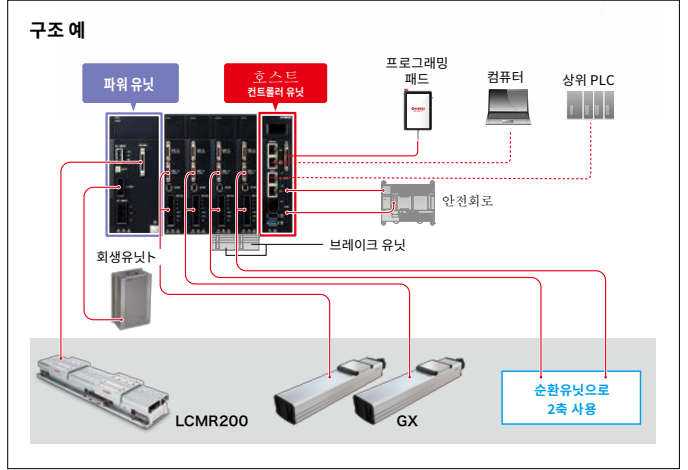 구조 예
파워 유닛
호스트
컨트롤러 유닛
프로그래밍
패드
컴퓨터
상위 PLC
안전회로
브레이크 유닛
회생유닛ト
LCMR200
GX
순환유닛으로
2축 사용